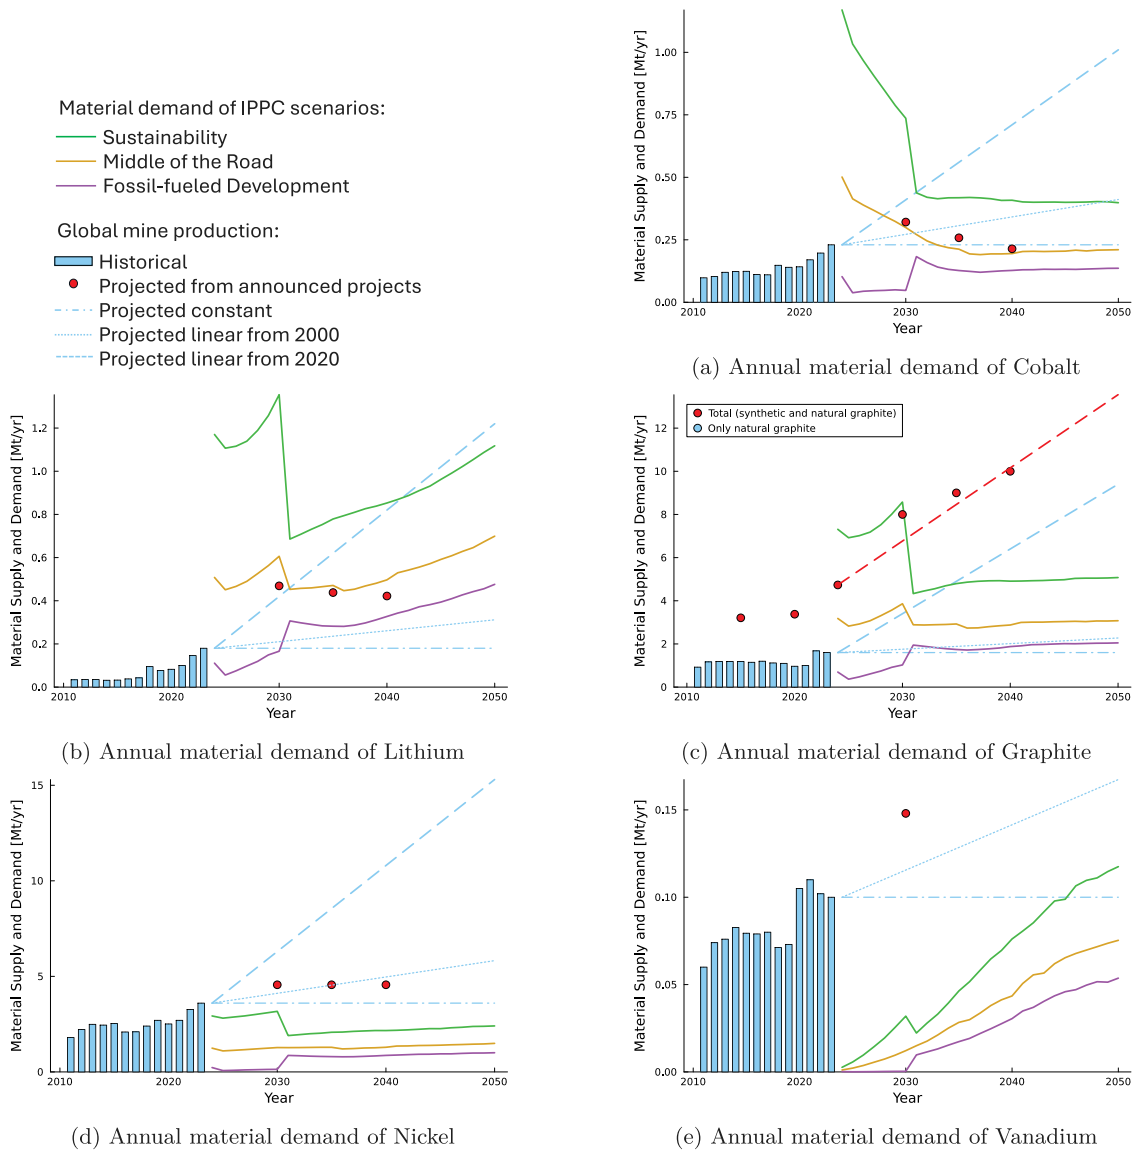 Material demand of IPPC scenarios:
Sustainability
Middle of the Road
Fossil-fueled Development
Global mine production:
Historical
Projected from announced projects
Projected constant
Projected linear from 2000
Projected linear from 2020
Material Supply and Demand [Mt/yr]
1.00
0.75
0.50
0.25
0.00
2010
2020
2030
2040
2050
Year
(a) Annual material demand of Cobalt
Material Supply and Demand [Mt/yr]
1.2
1.0
0.8
0.6
0.4
0.2
0.0
2010
2020
2030
2040
2050
Year
(b) Annual material demand of Lithium
Material Supply and Demand [Mt/yr]
Total (synthetic and natural graphite)
Only natural graphite
12
10
8
6
4
2
0
2010
2020
2030
2040
2050
Year
(c) Annual material demand of Graphite
Material Supply and Demand [Mt/yr]
15
10
5
0
2010
2020
2030
2040
2050
Year
(d) Annual material demand of Nickel
Material Supply and Demand [Mt/yr]
0.15
0.10
0.05
0.00
2010
2020
2030
2040
2050
Year
(e) Annual material demand of Vanadium